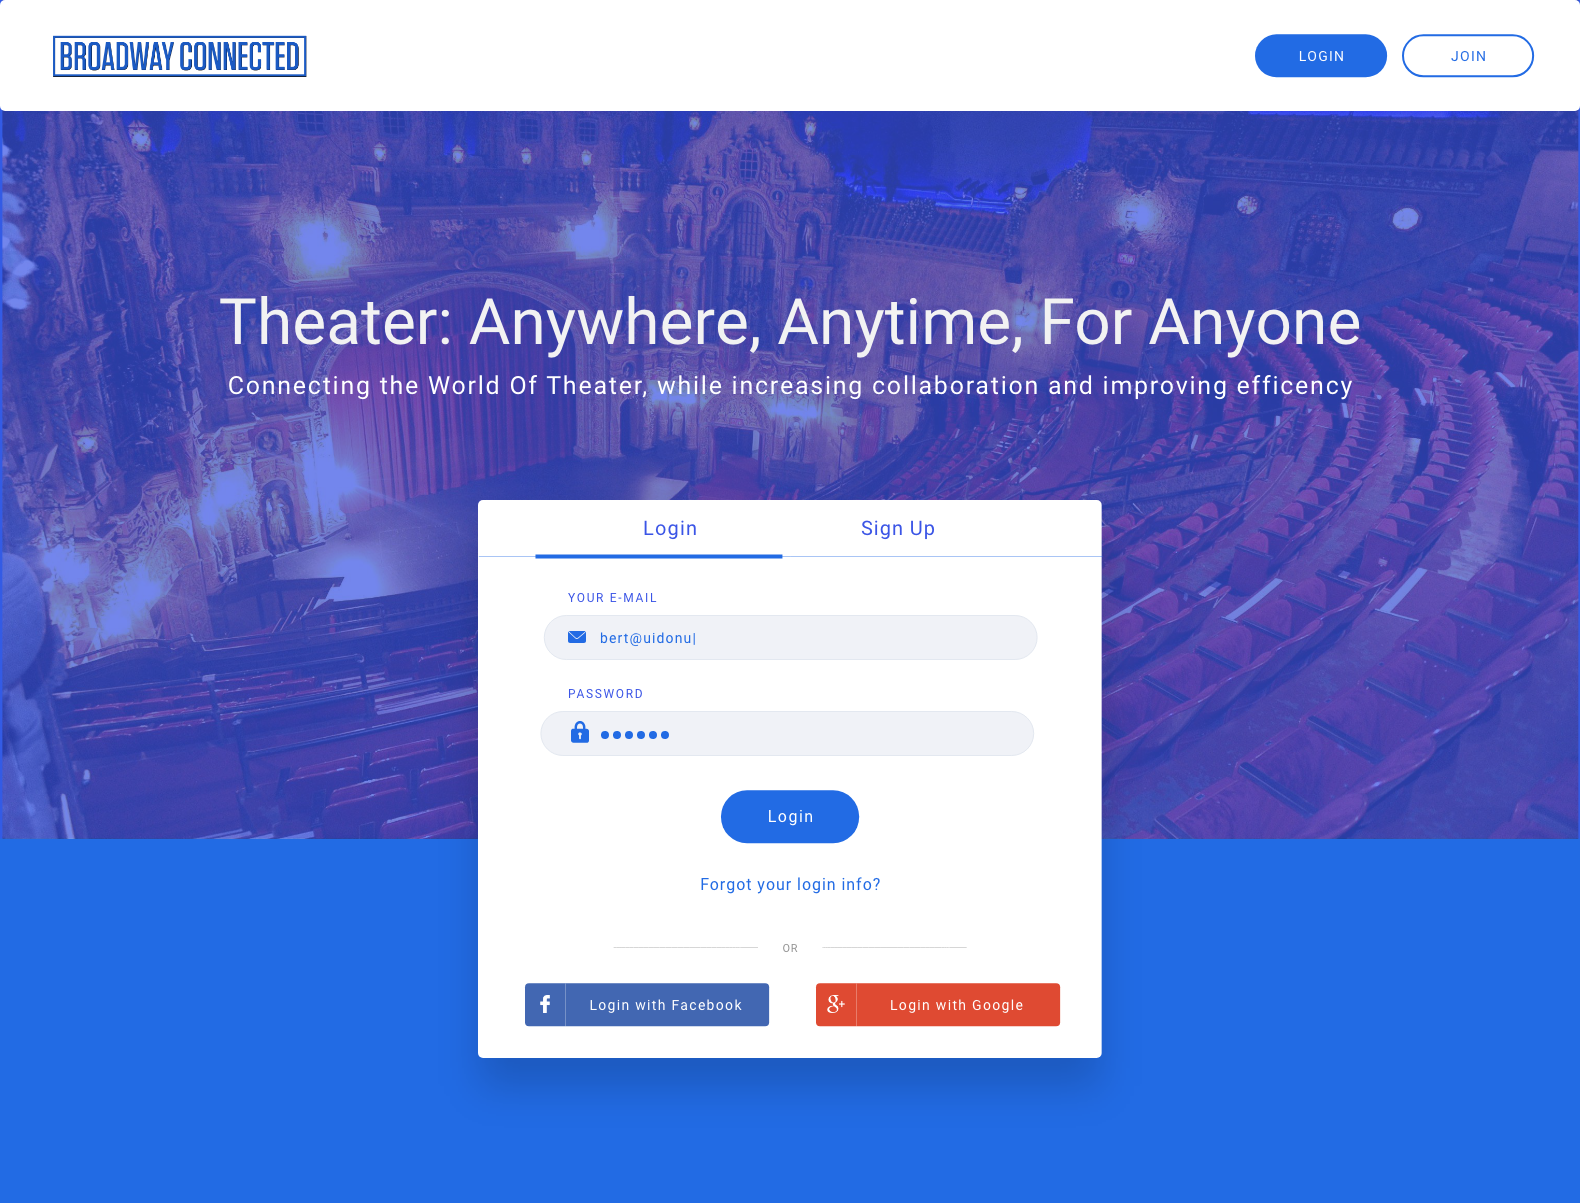 BROADWAY CONNECTED
LOGIN
JOIN
Theater: Anywhere, Anytime, For Anyone
Connecting the World Of Theater, while increasing collaboration and improving efficency
Login
Sign Up
YOUR E-MAIL
bert@uidonu|
PASSWORD
Login
Forgot your login info?
OR
f
Login with Facebook
g+
Login with Google